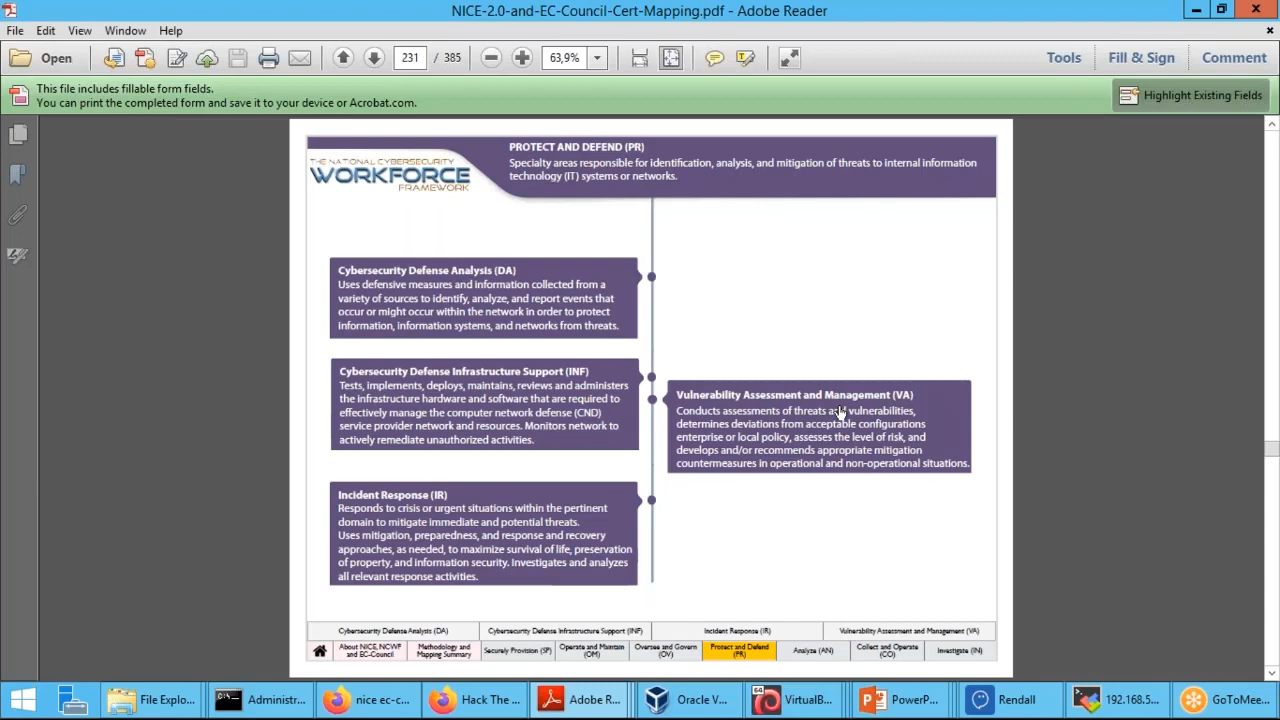 NICE-2.0-and-EC-Council-Cert-Mapping.pdf - Adobe Reader
File Edit View Window Help
Open 231 / 385 63,9% Tools Fill & Sign Comment
This file includes fillable form fields.
You can print the completed form and save it to your device or Acrobat.com.
Highlight Existing Fields
THE NATIONAL CYBERSECURITY
WORKFORCE
FRAMEWORK
PROTECT AND DEFEND (PR)
Specialty areas responsible for identification, analysis, and mitigation of threats to internal information
technology (IT) systems or networks.
Cybersecurity Defense Analysis (DA)
Uses defensive measures and information collected from a
variety of sources to identify, analyze, and report events that
occur or might occur within the network in order to protect
information, information systems, and networks from threats.
Cybersecurity Defense Infrastructure Support (INF)
Tests, implements, deploys, maintains, reviews and administers
the infrastructure hardware and software that are required to
effectively manage the computer network defense (CND)
service provider network and resources. Monitors network to
actively remediate unauthorized activities.
Vulnerability Assessment and Management (VA)
Conducts assessments of threats and vulnerabilities,
determines deviations from acceptable configurations
enterprise or local policy, assesses the level of risk, and
develops and/or recommends appropriate mitigation
countermeasures in operational and non-operational situations.
Incident Response (IR)
Responds to crisis or urgent situations within the pertinent
domain to mitigate immediate and potential threats.
Uses mitigation, preparedness, and response and recovery
approaches, as needed, to maximize survival of life, preservation
of property, and information security. Investigates and analyzes
all relevant response activities.
Cybersecurity Defense Analysis (DA) Cybersecurity Defense Infrastructure Support (INF) Incident Response (IR) Vulnerability Assessment and Management (VA)
About NICE, NCWF
and EC-Council
Methodology and
Mapping Summary
Securely Provision (SP)
Operate and Maintain
(OM)
Oversee and Govern
(OV)
Protect and Defend
(PR)
Analyze (AN)
Collect and Operate
(CO)
Investigate (IN)
File Explo... Administr... nice ec-c... Hack The ... Adobe R... Oracle V... 64 VirtualB... PowerP... Rendall 192.168.5... GoToMee...